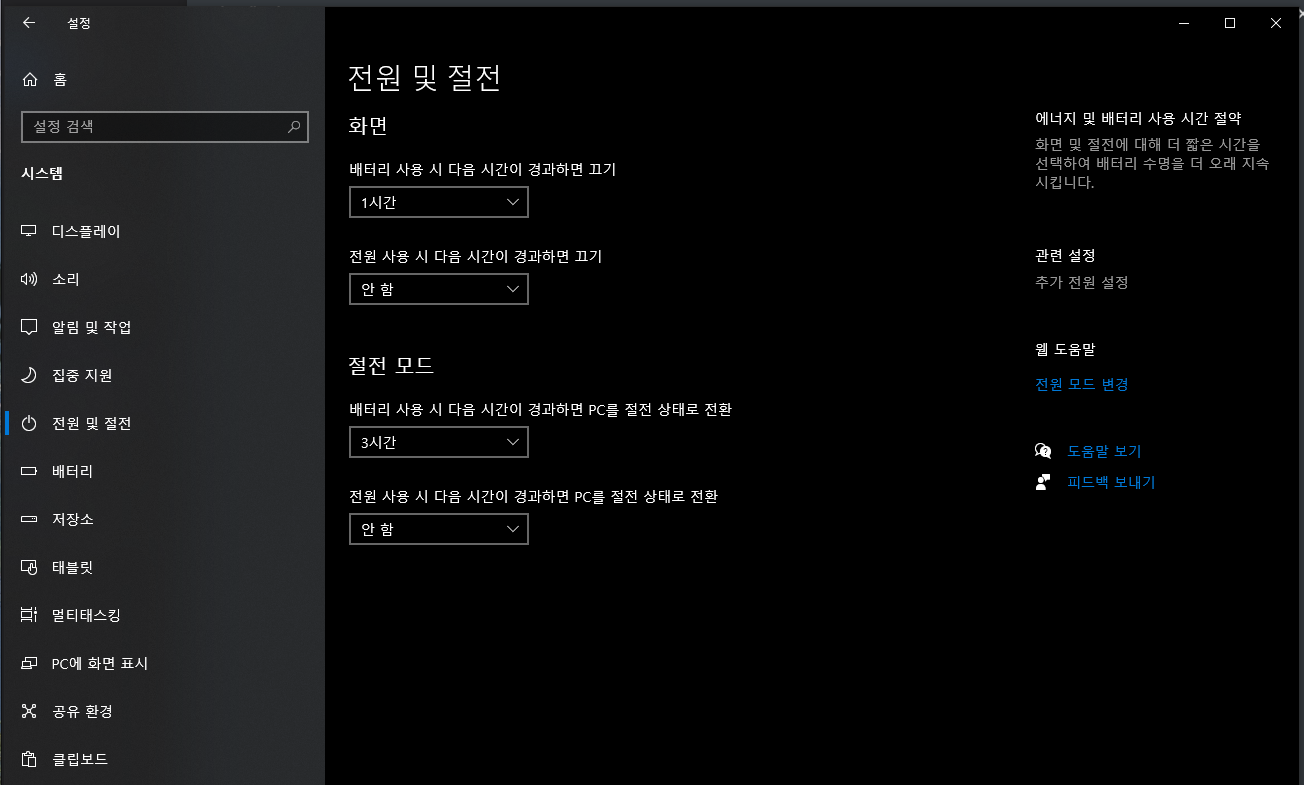 설정
홈
설정 검색
시스템
디스플레이
소리
알림 및 작업
집중 지원
전원 및 절전
배터리
저장소
태블릿
멀티태스킹
PC에 화면 표시
공유 환경
클립보드
전원 및 절전
화면
배터리 사용 시 다음 시간이 경과하면 끄기
1시간
전원 사용 시 다음 시간이 경과하면 끄기
안 함
절전 모드
배터리 사용 시 다음 시간이 경과하면 PC를 절전 상태로 전환
3시간
전원 사용 시 다음 시간이 경과하면 PC를 절전 상태로 전환
안 함
에너지 및 배터리 사용 시간 절약
화면 및 절전에 대해 더 짧은 시간을
선택하여 배터리 수명을 더 오래 지속
시킵니다.
관련 설정
추가 전원 설정
웹 도움말
전원 모드 변경
도움말 보기
피드백 보내기